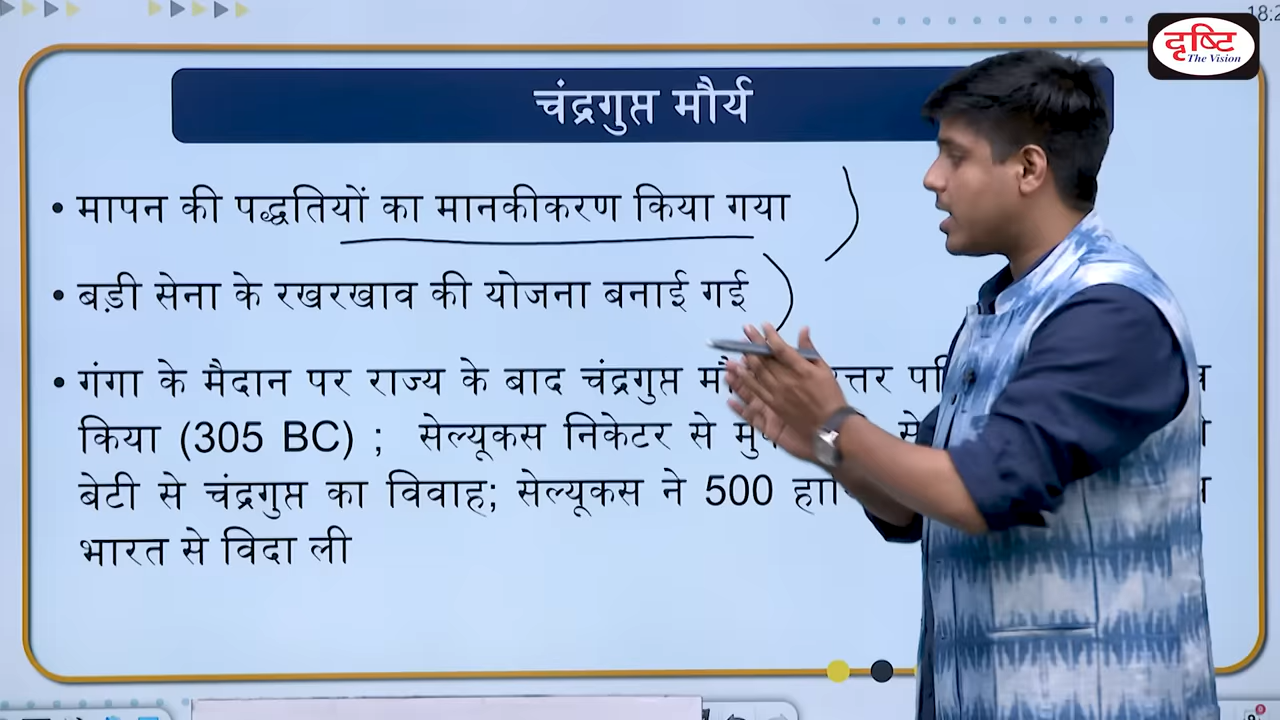 दृष्टि
The Vision
चंद्रगुप्त मौर्य
• मापन की पद्धतियों का मानकीकरण किया गया
• बड़ी सेना के रखरखाव की योजना बनाई गई
• गंगा के मैदान पर राज्य के बाद चंद्रगुप्त
किया (305 BC) ; सेल्यूकस निकेटर से
बेटी से चंद्रगुप्त का विवाह; सेल्यूकस ने 500
भारत से विदा ली